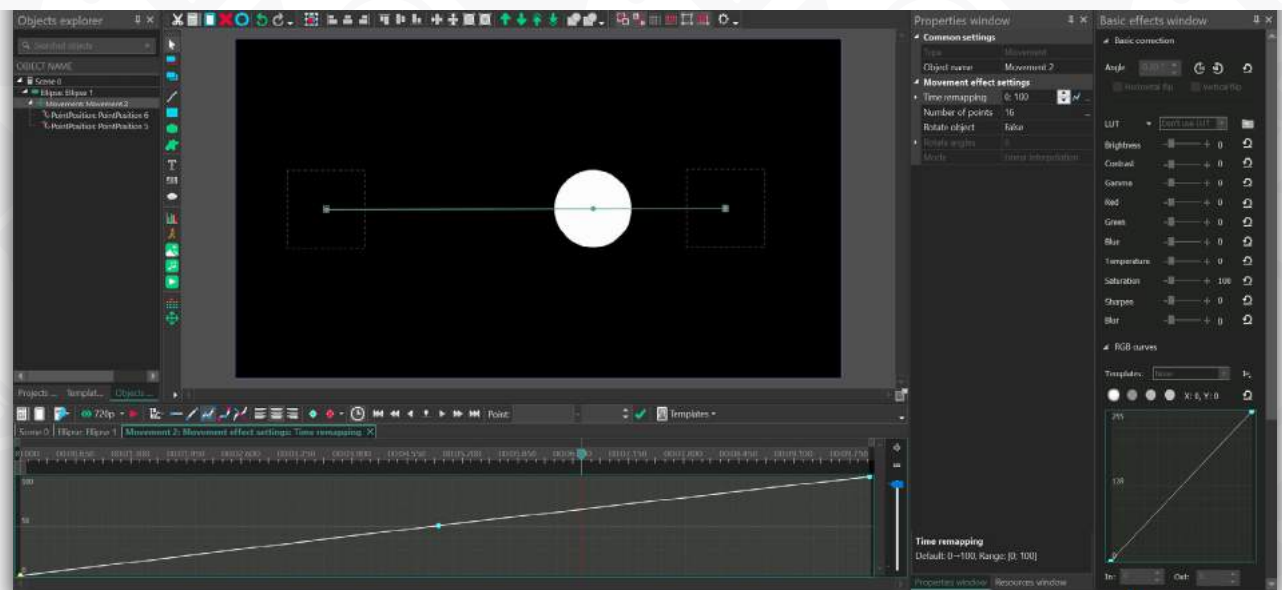 Objects explorer
OBJECT NAME
Scene 0
Ellipse: Ellipse 1
Movement: Movement 2
PointPosition: PointPosition 6
PointPosition: PointPosition 5
Projects ... Templat... Objects ...
T
Properties window
Common settings
Type Movement
Object name Movement 2
Movement effect settings
Time remapping 0; 100
Number of points 16
Rotate object False
Rotate angles 0
Mode Linear interpolation
Time remapping
Default: 0→100, Range: [0; 100]
Properties window Resources window
Basic effects window
Basic correction
Angle
Horizontal flip Vertical flip
LUT Don't use LUT
Brightness 0
Contrast 0
Gamma 0
Red 0
Green 0
Blur 0
Temperature 0
Saturation 100
Sharpen 0
Blur 0
RGB curves
Templates: None
X: 0, Y: 0
255
128
0
In: Out:
720p Point: Templates
Scene 0 Ellipse: Ellipse 1 Movement 2: Movement effect settings: Time remapping
100
50
0